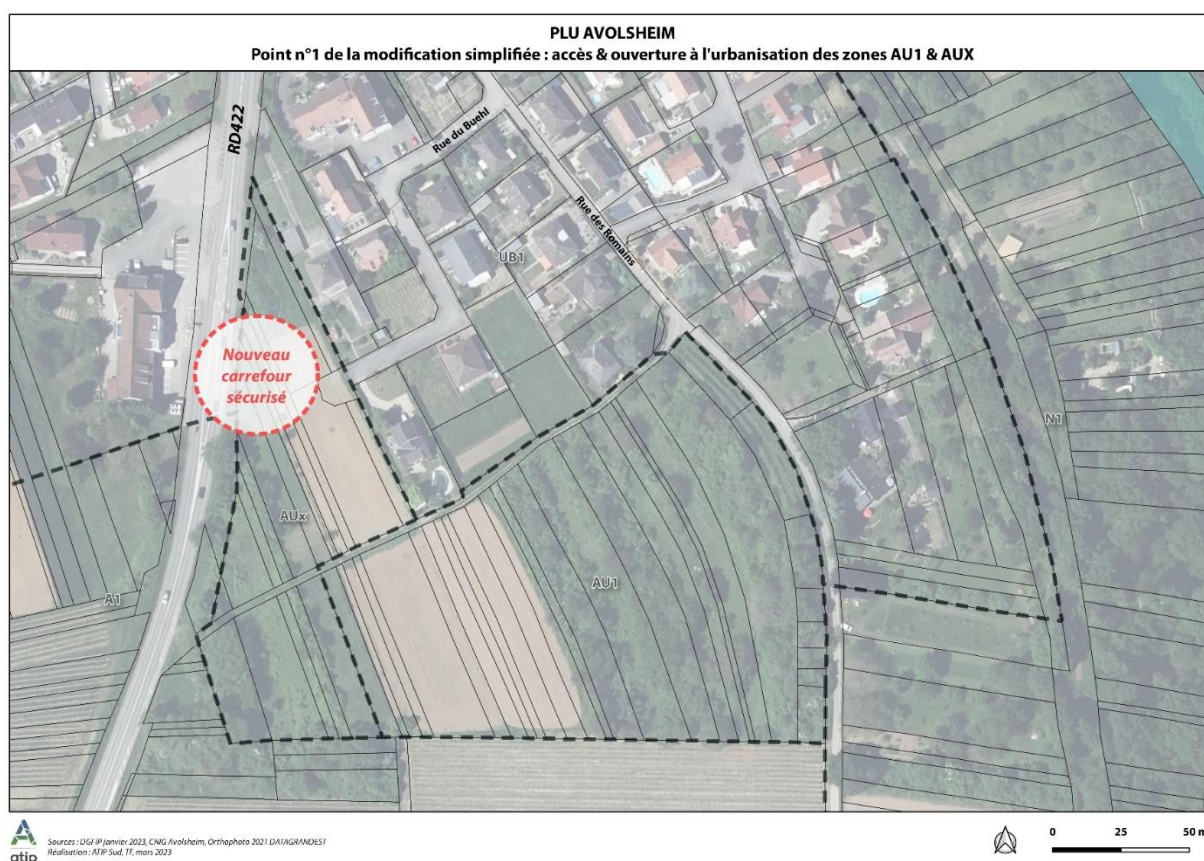 PLU AVOLSHEIM
Point n°1 de la modification simplifiée : accès & ouverture à l'urbanisation des zones AU1 & AUX
RD422
Rue du Buehl
Rue des Romains
UB1
Nouveau
carrefour
sécurisé
N1
AUx
AU1
A1
atip
Sources : DGFIP janvier 2023, CNIG Avolsheim, Orthophoto 2021 DATAGRANDEST
Réalisation : ATIP Sud, TF, mars 2023
0 25 50 m